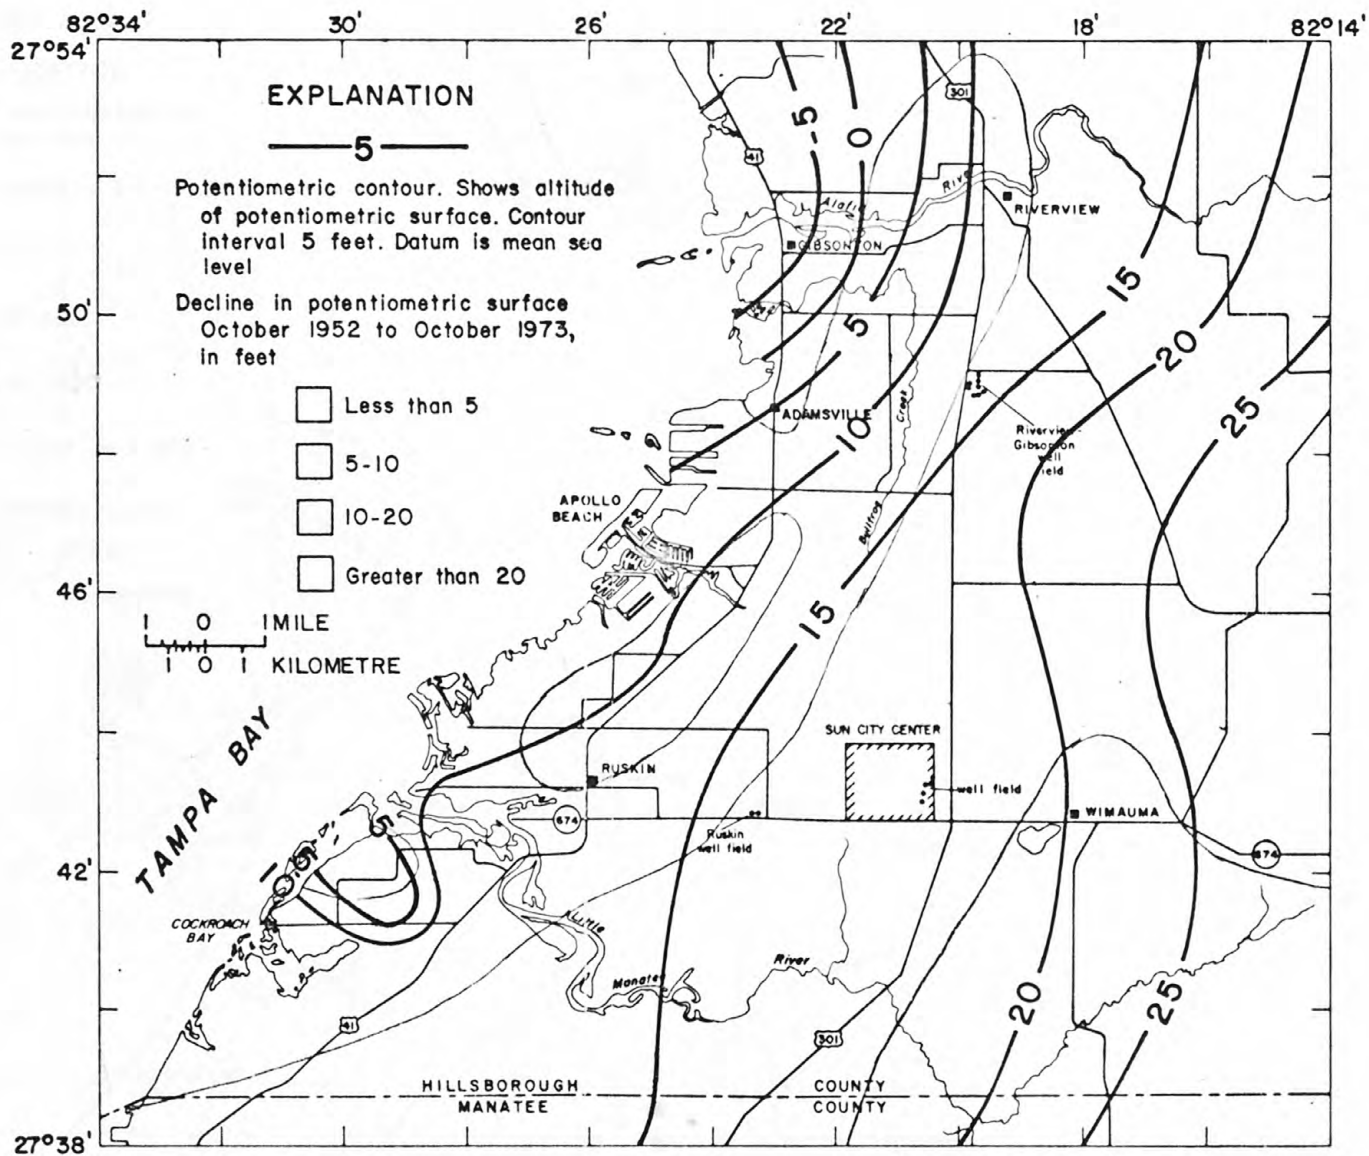 82°34' 30' 26' 22' 18' 82°14'
27°54'
EXPLANATION
5
Potentiometric contour. Shows altitude
of potentiometric surface. Contour
interval 5 feet. Datum is mean sea
level
Decline in potentiometric surface
October 1952 to October 1973,
in feet
Less than 5
5-10
10-20
Greater than 20
1 0 1 MILE
1 0 1 KILOMETRE
50'
46'
42'
27°38'
-5
0
301
41
Alafia River
RIVERVIEW
GIBSONTON
15
5
20
ADAMSVILLE
10
Creek
25
Riverview-
Gibsonton
well
field
APOLLO
BEACH
Bullfrog
15
TAMPA BAY
SUN CITY CENTER
RUSKIN
well field
674
WIMAUMA
Ruskin
well field
5
674
COCKROACH
BAY
Little
Manatee
River
20
25
41
301
HILLSBOROUGH COUNTY
MANATEE COUNTY